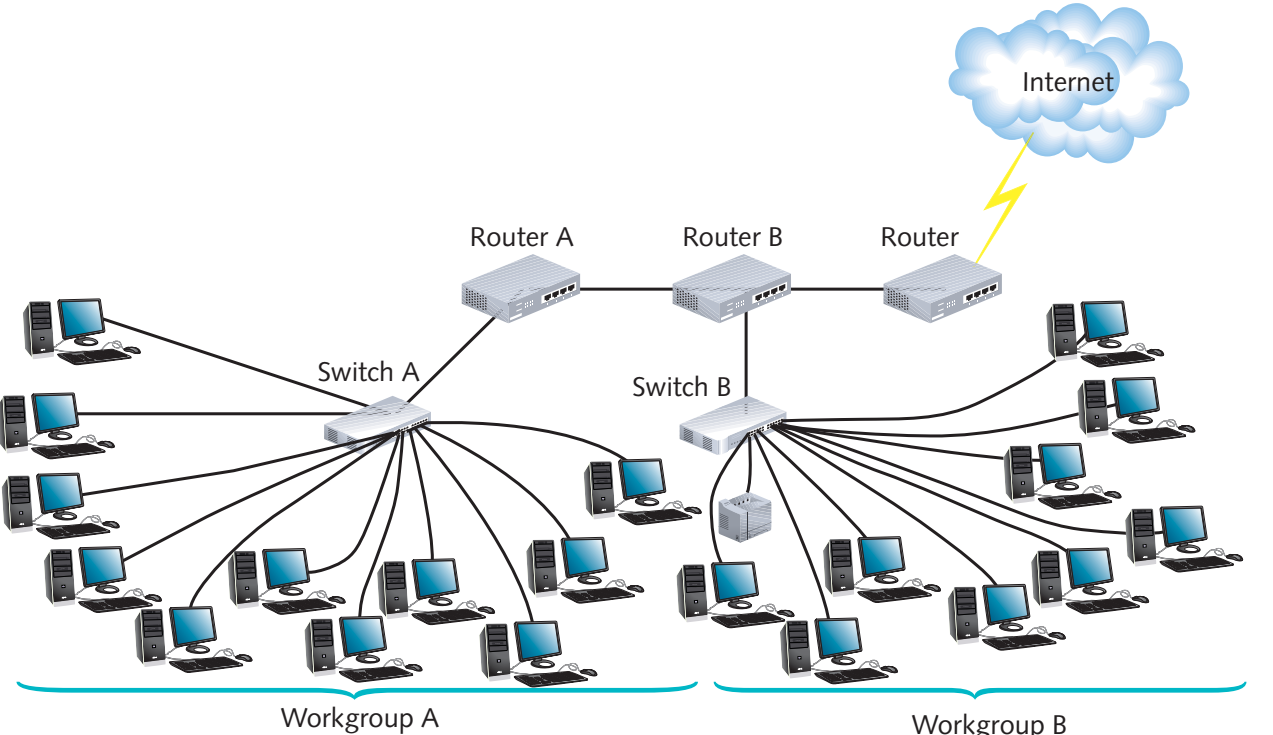 Internet
Router A
Router B
Router
Switch A
Switch B
Workgroup A
Workgroup B